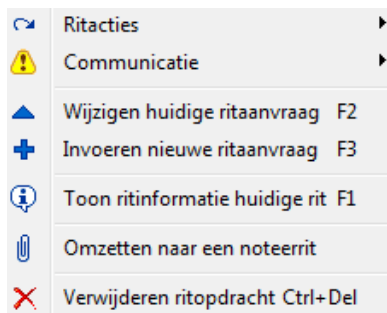 Ritacties
Communicatie
Wijzigen huidige ritaanvraag F2
Invoeren nieuwe ritaanvraag F3
Toon ritinformatie huidige rit F1
Omzetten naar een noteerrit
Verwijderen ritopdracht Ctrl+Del